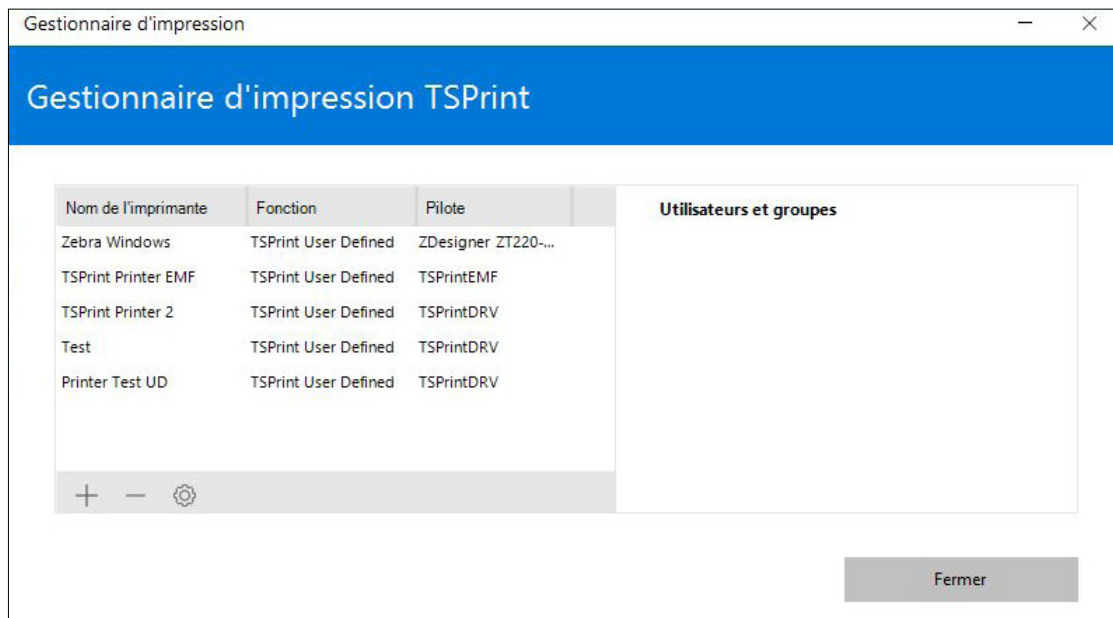 Gestionnaire d'impression
Gestionnaire d'impression TSPrint
Nom de l'imprimante Fonction Pilote Utilisateurs et groupes
Zebra Windows TSPrint User Defined ZDesigner ZT220-...
TSPrint Printer EMF TSPrint User Defined TSPrintEMF
TSPrint Printer 2 TSPrint User Defined TSPrintDRV
Test TSPrint User Defined TSPrintDRV
Printer Test UD TSPrint User Defined TSPrintDRV
Fermer